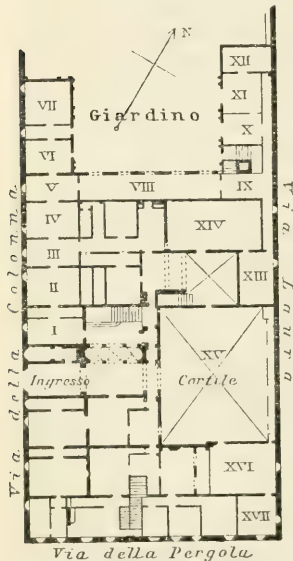 N
XII
VII
XI
Giardino
X
VI
V
VIII
IX
IV
XIV
III
II
XIII
I
XV
Ingresso
Cortile
XVI
XVII
Via della Colonna
Via Laura
Via della Pergola